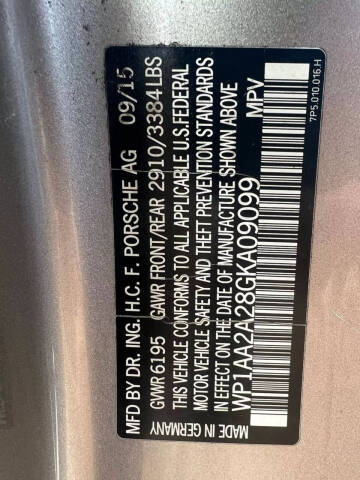 MFD BY DR. ING. H.C. F. PORSCHE AG 09/15
GVWR 6195 GAWR FRONT/REAR 2910/3384 LBS
THIS VEHICLE CONFORMS TO ALL APPLICABLE U.S. FEDERAL
MOTOR VEHICLE SAFETY AND THEFT PREVENTION STANDARDS
IN EFFECT ON THE DATE OF MANUFACTURE SHOWN ABOVE
WP1AA2A28GKA09099 MPV
MADE IN GERMANY
7P5.010.016.H